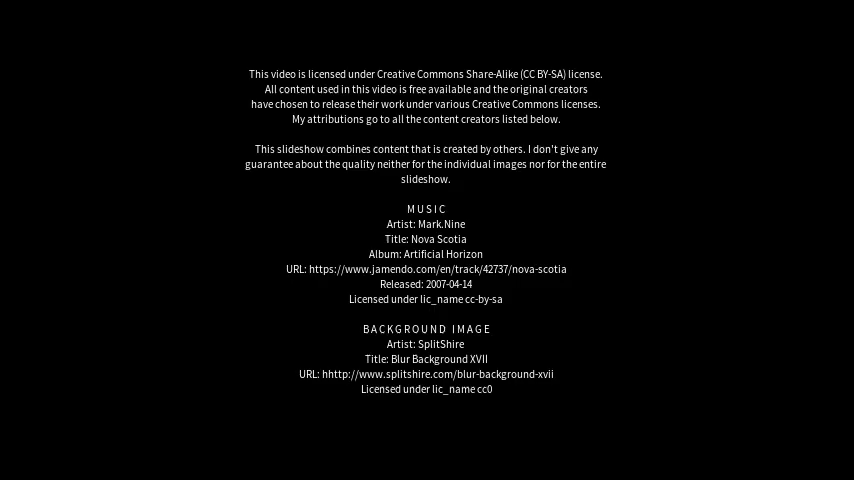 This video is licensed under Creative Commons Share-Alike (CC BY-SA) license.
All content used in this video is free available and the original creators
have chosen to release their work under various Creative Commons licenses.
My attributions go to all the content creators listed below.
This slideshow combines content that is created by others. I don't give any
guarantee about the quality neither for the individual images nor for the entire
slideshow.
MUSIC
Artist: Mark.Nine
Title: Nova Scotia
Album: Artificial Horizon
URL: https://www.jamendo.com/en/track/42737/nova-scotia
Released: 2007-04-14
Licensed under lic_name cc-by-sa
BACKGROUND IMAGE
Artist: SplitShire
Title: Blur Background XVII
URL: hhttp://www.splitshire.com/blur-background-xvii
Licensed under lic_name cc0